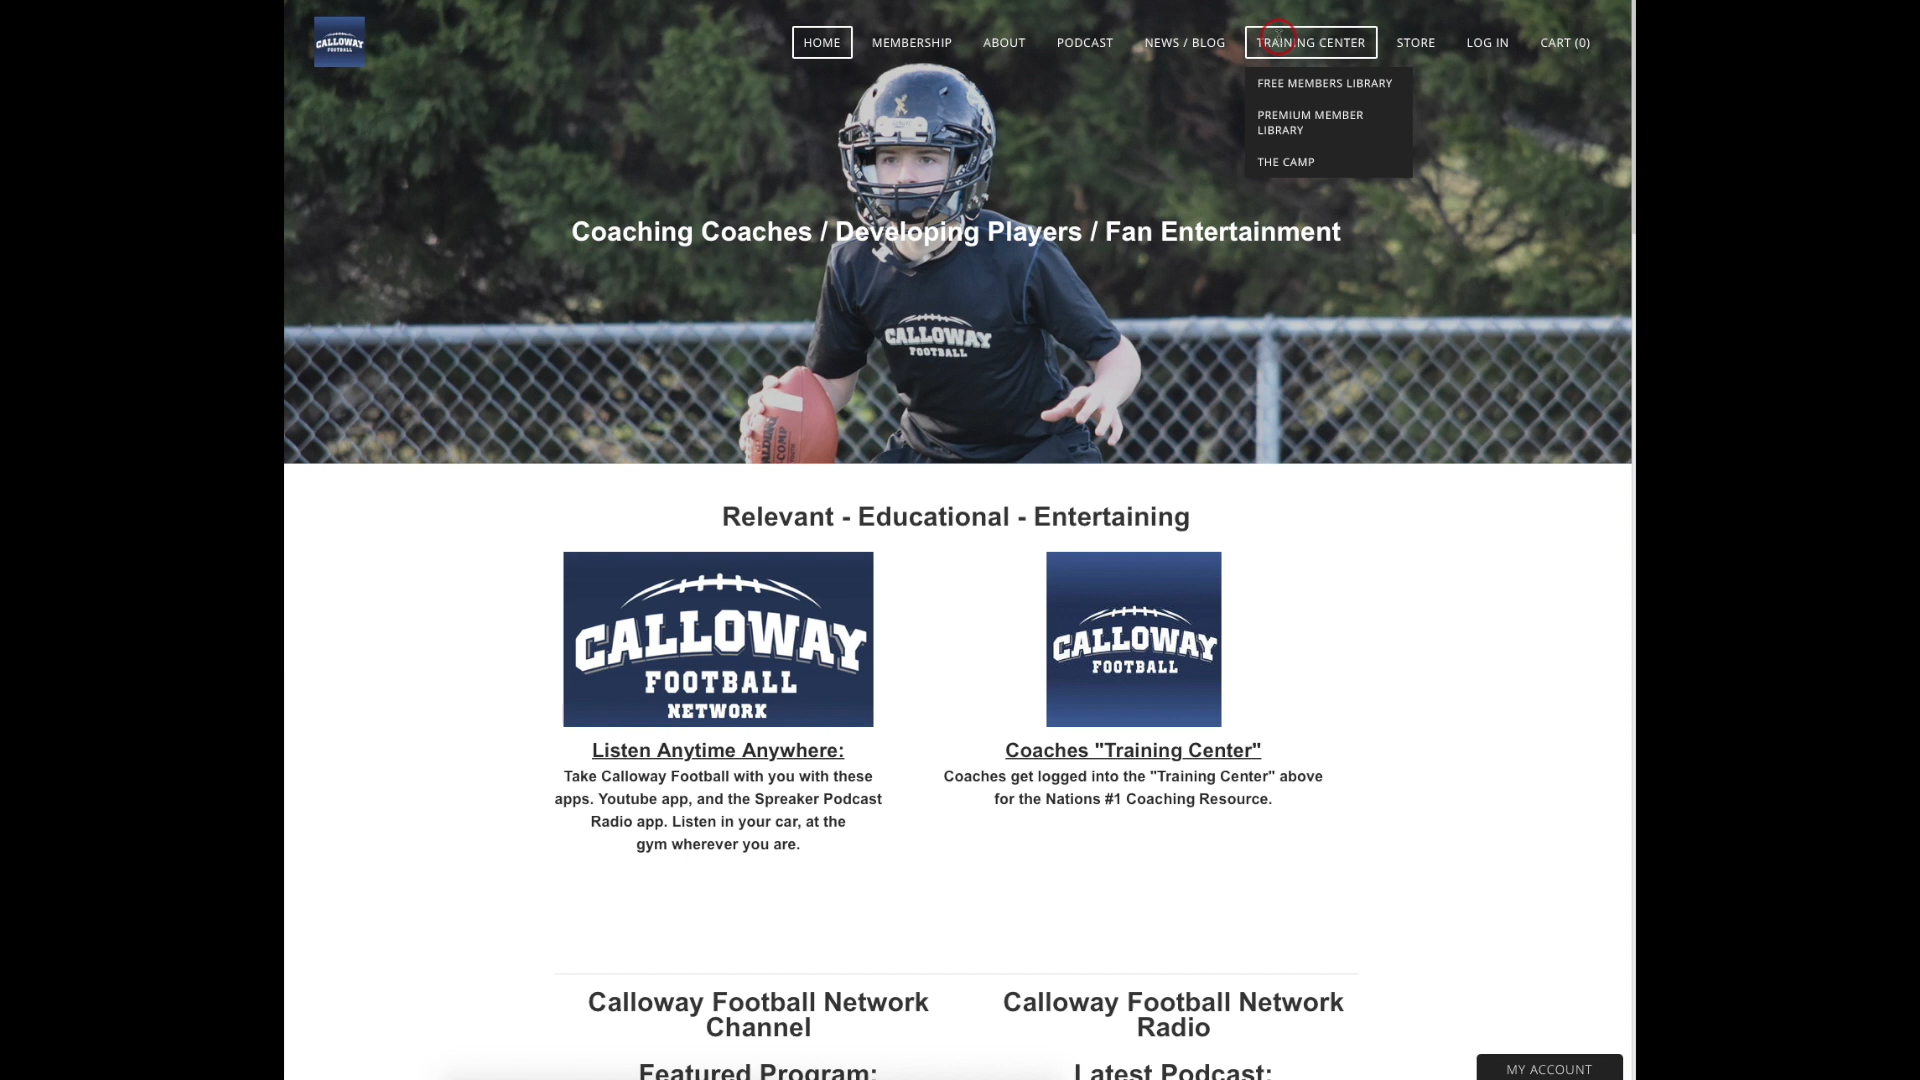 CALLOWAY
FOOTBALL
HOME
MEMBERSHIP
ABOUT
PODCAST
NEWS / BLOG
TRAINING CENTER
STORE
LOG IN
CART (0)
FREE MEMBERS LIBRARY
PREMIUM MEMBER
LIBRARY
THE CAMP
Coaching Coaches / Developing Players / Fan Entertainment
CALLOWAY
FOOTBALL
Relevant - Educational - Entertaining
CALLOWAY
FOOTBALL
NETWORK
Listen Anytime Anywhere:
Take Calloway Football with you with these
apps. Youtube app, and the Spreaker Podcast
Radio app. Listen in your car, at the
gym wherever you are.
CALLOWAY
FOOTBALL
Coaches "Training Center"
Coaches get logged into the "Training Center" above
for the Nations #1 Coaching Resource.
Calloway Football Network
Channel
Featured Program:
Calloway Football Network
Radio
Latest Podcast:
MY ACCOUNT